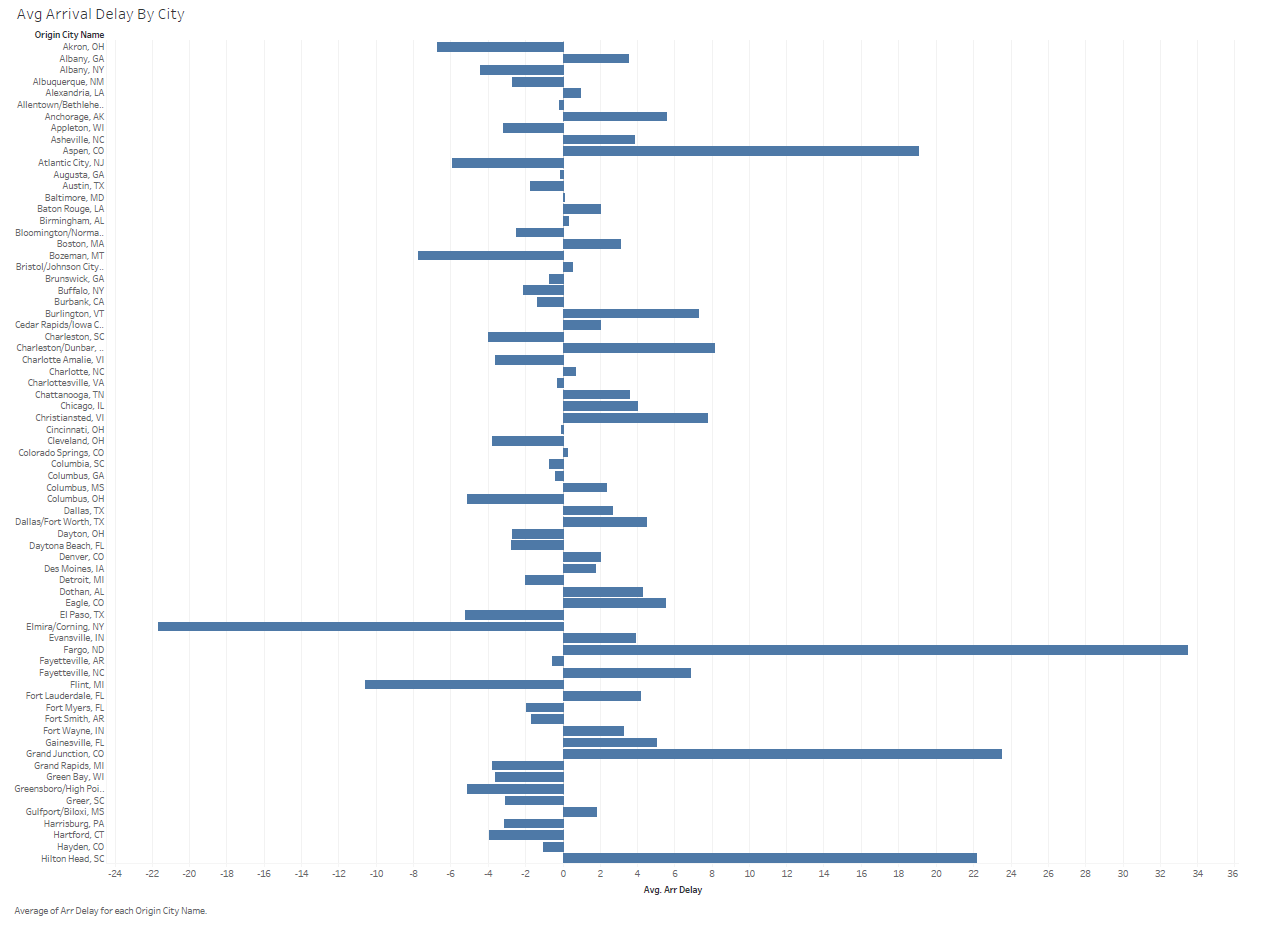 Avg Arrival Delay By City
Origin City Name
Akron, OH
Albany, GA
Albany, NY
Albuquerque, NM
Alexandria, LA
Allentown/Bethlehe..
Anchorage, AK
Appleton, WI
Asheville, NC
Aspen, CO
Atlantic City, NJ
Augusta, GA
Austin, TX
Baltimore, MD
Baton Rouge, LA
Birmingham, AL
Bloomington/Norma..
Boston, MA
Bozeman, MT
Bristol/Johnson City..
Brunswick, GA
Buffalo, NY
Burbank, CA
Burlington, VT
Cedar Rapids/Iowa C..
Charleston, SC
Charleston/Dunbar, ..
Charlotte Amalie, VI
Charlotte, NC
Charlottesville, VA
Chattanooga, TN
Chicago, IL
Christiansted, VI
Cincinnati, OH
Cleveland, OH
Colorado Springs, CO
Columbia, SC
Columbus, GA
Columbus, MS
Columbus, OH
Dallas, TX
Dallas/Fort Worth, TX
Dayton, OH
Daytona Beach, FL
Denver, CO
Des Moines, IA
Detroit, MI
Dothan, AL
Eagle, CO
El Paso, TX
Elmira/Corning, NY
Evansville, IN
Fargo, ND
Fayetteville, AR
Fayetteville, NC
Flint, MI
Fort Lauderdale, FL
Fort Myers, FL
Fort Smith, AR
Fort Wayne, IN
Gainesville, FL
Grand Junction, CO
Grand Rapids, MI
Green Bay, WI
Greensboro/High Poi..
Greer, SC
Gulfport/Biloxi, MS
Harrisburg, PA
Hartford, CT
Hayden, CO
Hilton Head, SC
-24 -22 -20 -18 -16 -14 -12 -10 -8 -6 -4 -2 0 2 4 6 8 10 12 14 16 18 20 22 24 26 28 30 32 34 36
Avg. Arr Delay
Average of Arr Delay for each Origin City Name.